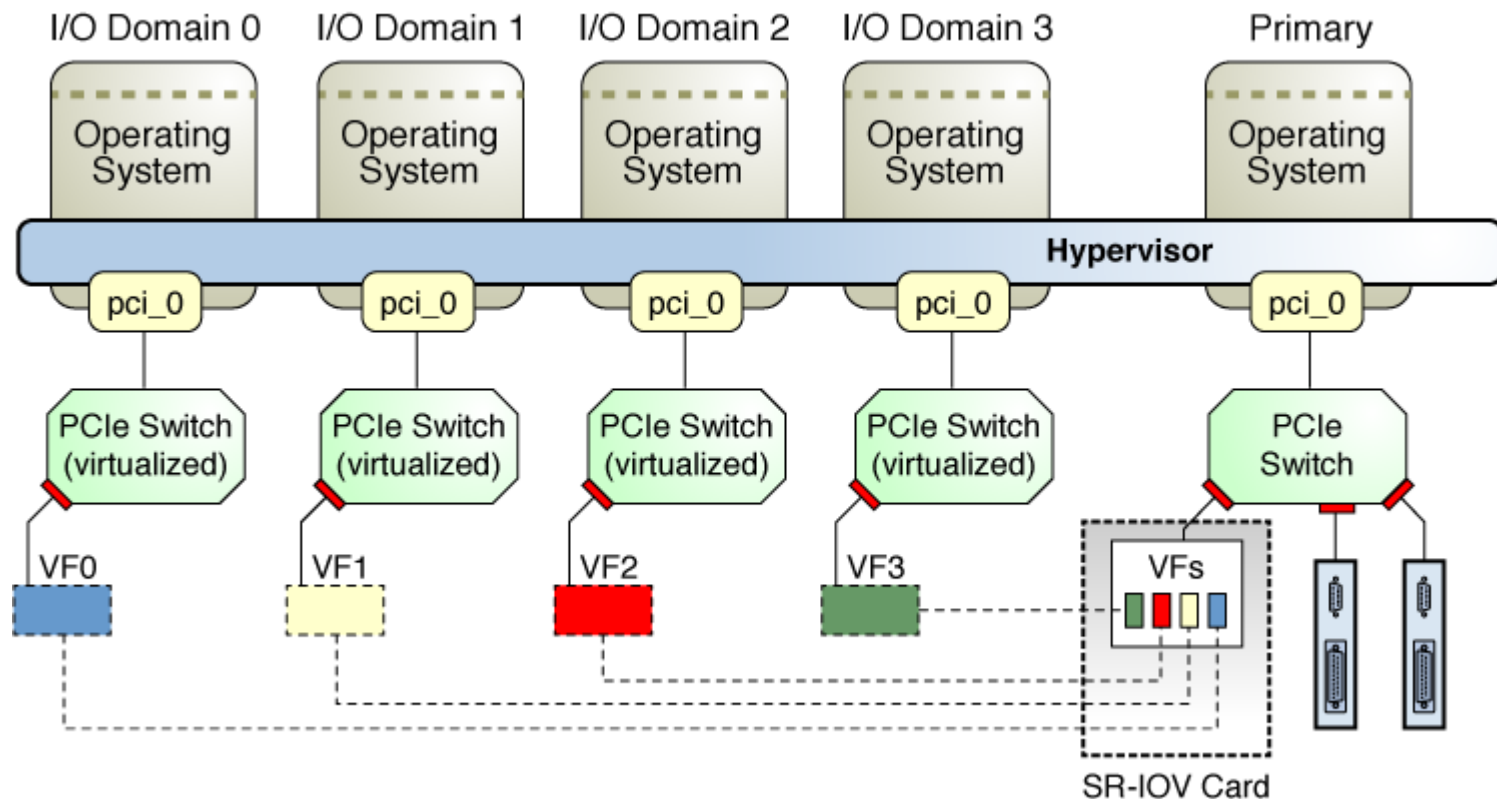 I/O Domain 0
I/O Domain 1
I/O Domain 2
I/O Domain 3
Primary
Operating
System
Operating
System
Operating
System
Operating
System
Operating
System
Hypervisor
pci_0
pci_0
pci_0
pci_0
pci_0
PCIe Switch
(virtualized)
PCIe Switch
(virtualized)
PCIe Switch
(virtualized)
PCIe Switch
(virtualized)
PCIe
Switch
VF0
VF1
VF2
VF3
VFs
SR-IOV Card